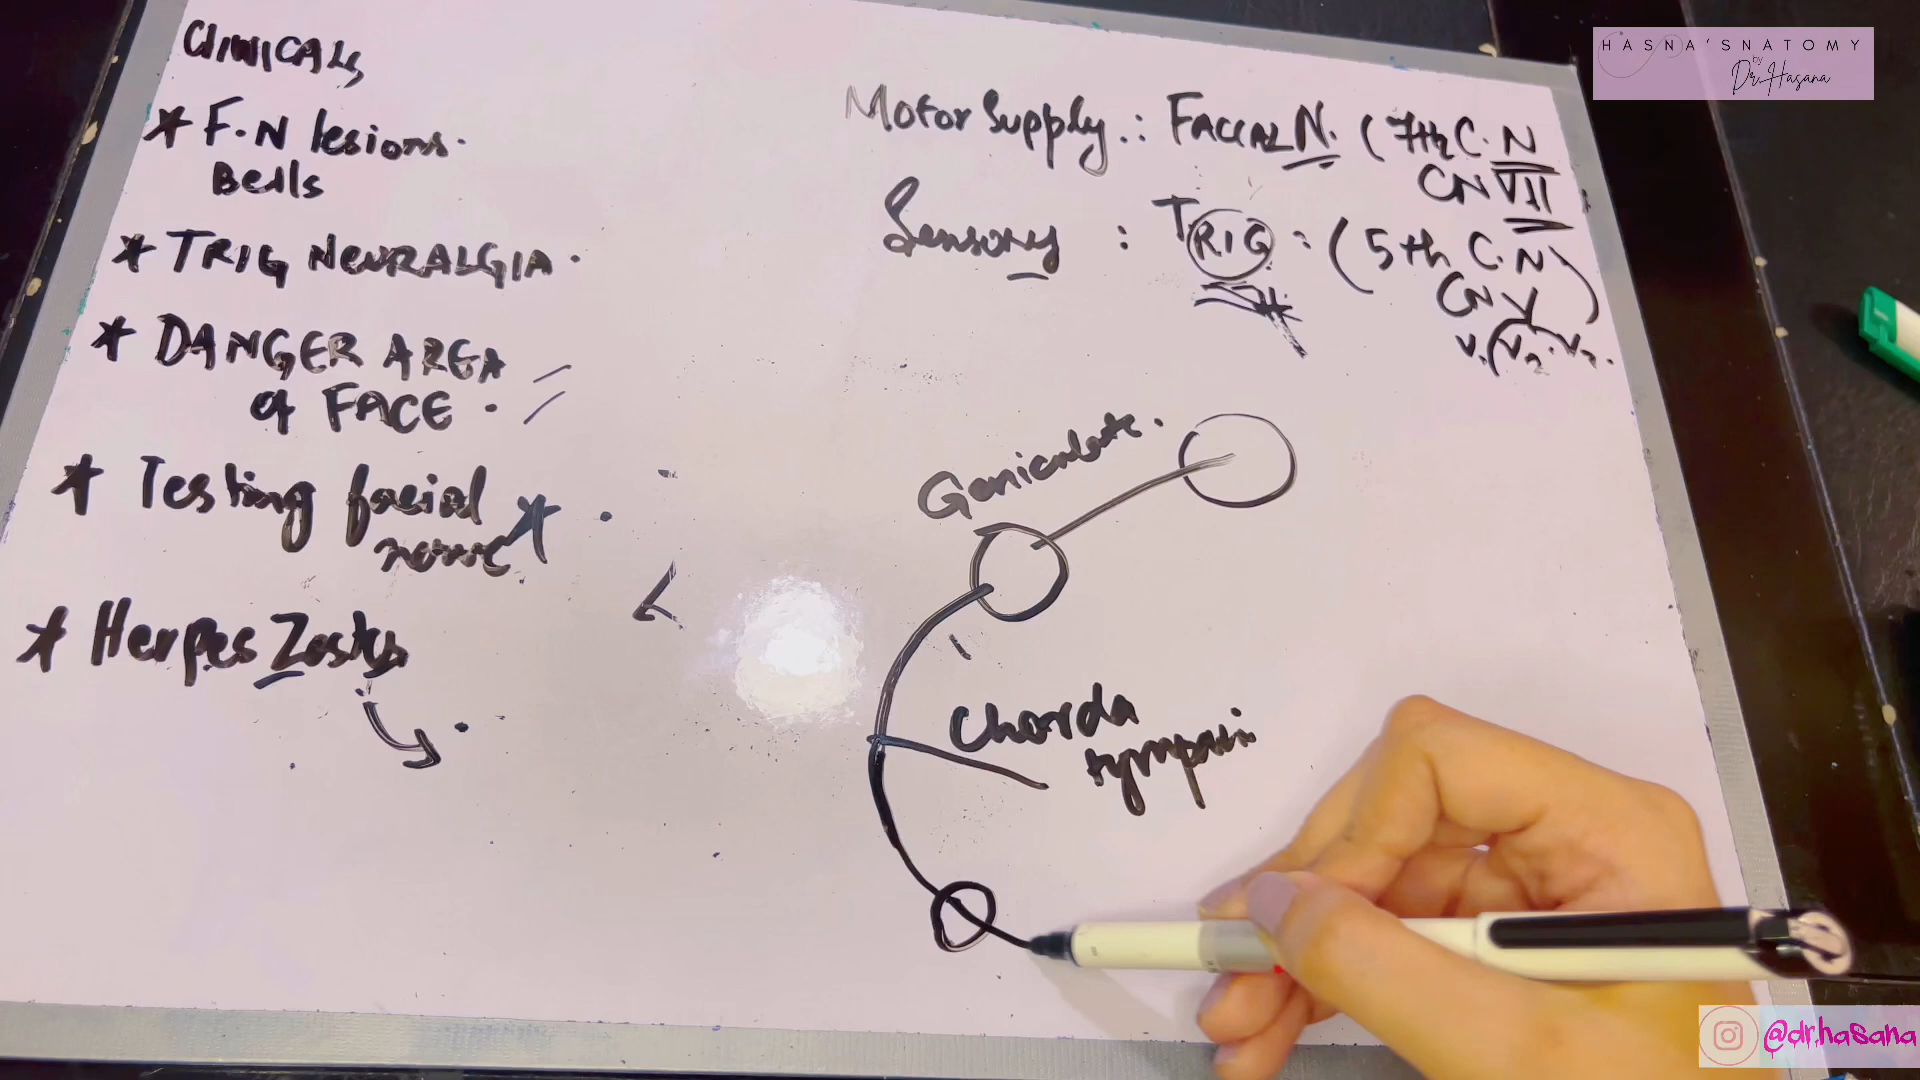 CLINICALS
* F.N lesions.
Bells
* TRIG NEURALGIA.
* DANGER AREA
of FACE.
* Testing facial
nerve *
* Herpes Zoster
Motor Supply.: FACIAL N. (7th C.N
CN VII
Sensory : TRIG : (5th C.N)
CN V
V1 (V2. V3.
Geniculate.
Chorda
tympani
HASNA'SNATOMY
by
Dr.Hasana
@dr.hasana